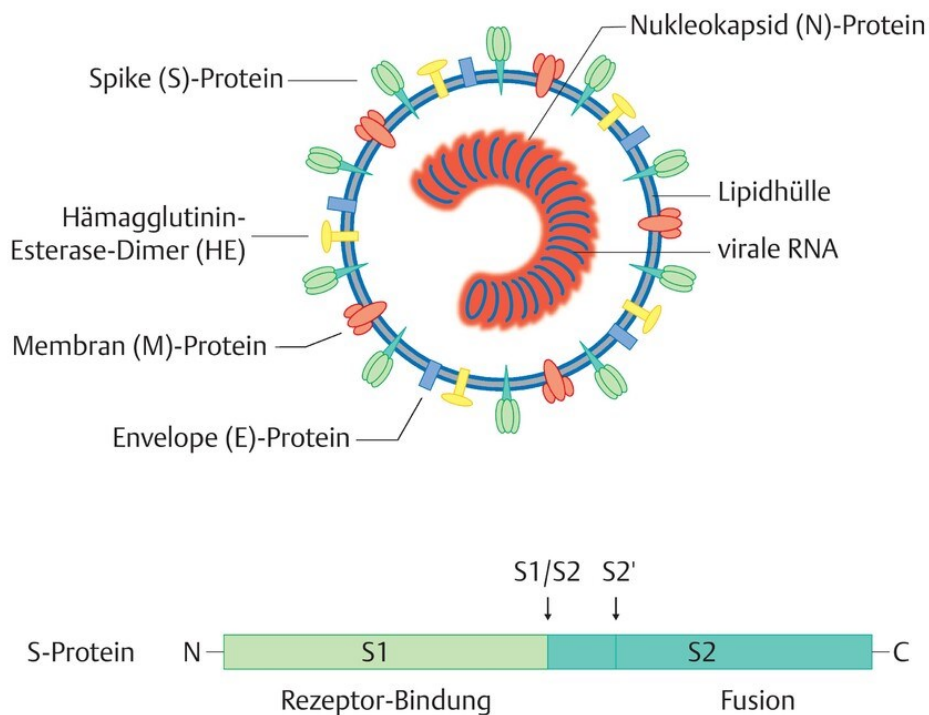 Nukleokapsid (N)-Protein
Spike (S)-Protein
Lipidhülle
Hämagglutinin-
Esterase-Dimer (HE)
virale RNA
Membran (M)-Protein
Envelope (E)-Protein
S1/S2 S2'
S-Protein N S1 S2 C
Rezeptor-Bindung Fusion